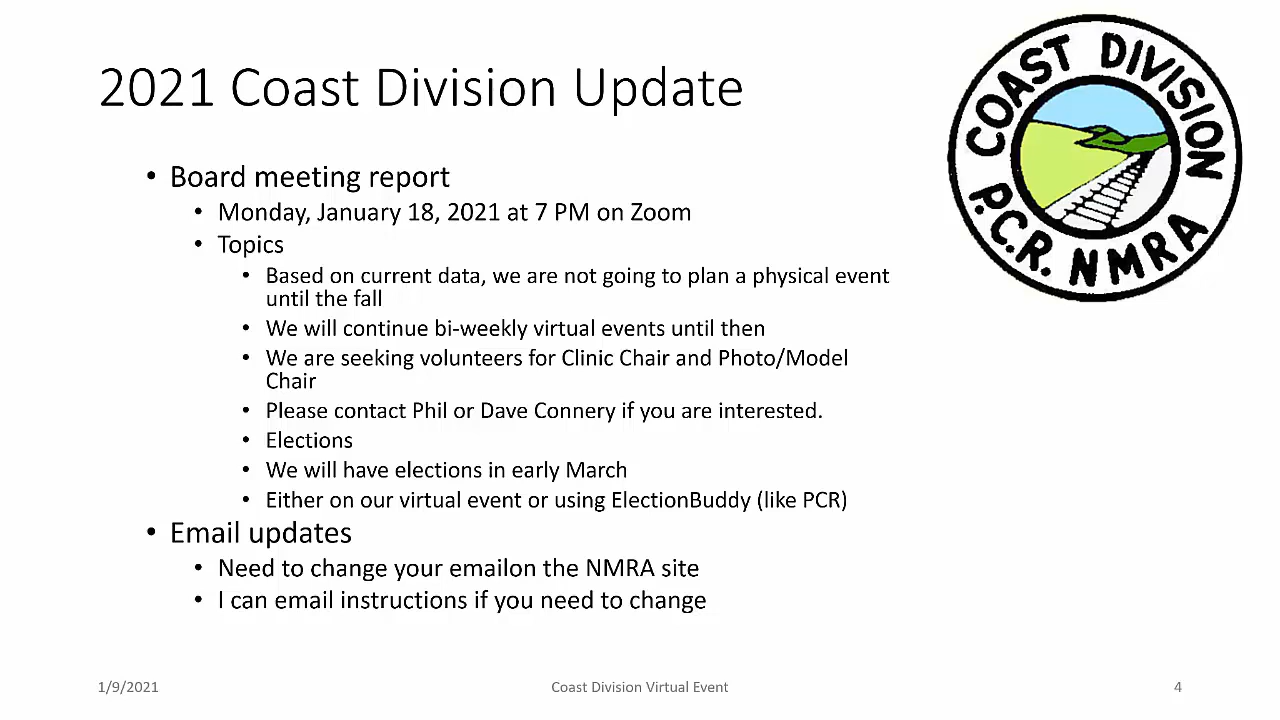 2021 Coast Division Update
COAST DIVISION
P.C.R. NMRA
• Board meeting report
• Monday, January 18, 2021 at 7 PM on Zoom
• Topics
• Based on current data, we are not going to plan a physical event
until the fall
• We will continue bi-weekly virtual events until then
• We are seeking volunteers for Clinic Chair and Photo/Model
Chair
• Please contact Phil or Dave Connery if you are interested.
• Elections
• We will have elections in early March
• Either on our virtual event or using ElectionBuddy (like PCR)
• Email updates
• Need to change your emailon the NMRA site
• I can email instructions if you need to change
1/9/2021
Coast Division Virtual Event
4